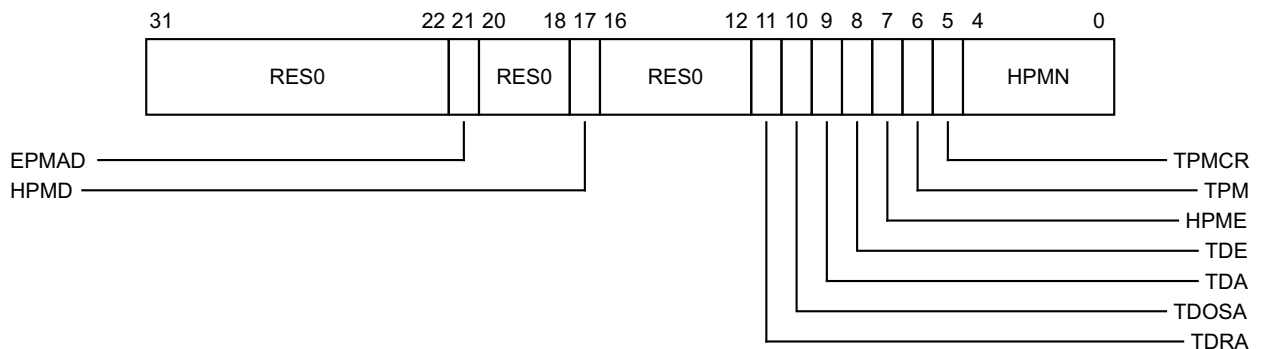 31 22 21 20 18 17 16 12 11 10 9 8 7 6 5 4 0
RES0 RES0 RES0 HPMN
EPMAD TPMCR
HPMD TPM
HPME
TDE
TDA
TDOSA
TDRA